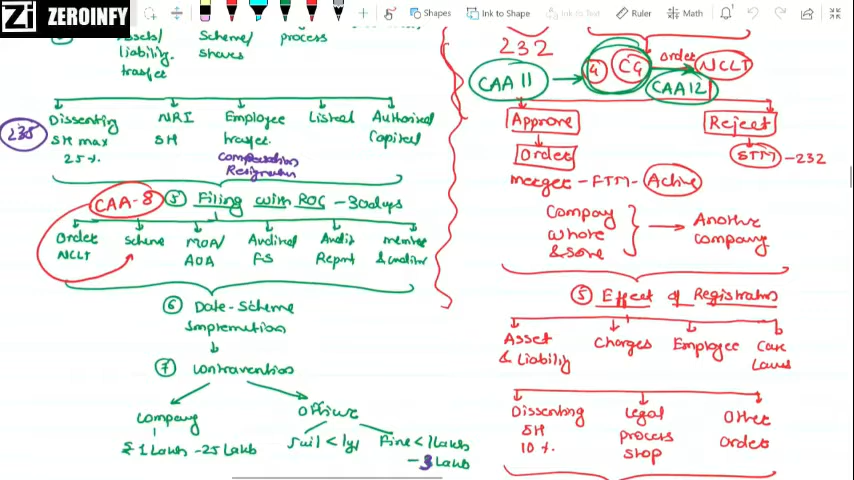 Zi ZEROINFY
Shapes
Ink to Shape
Ink to Text
Ruler
Math
Assets/ Scheme/ process
liability. shares
transfer
Dissenting NRI Employee Listed Authorised
SH max SH transfer Capital
25%. Compensation
Resignation
235
CAA-8 ⑤ Filing with ROC - 30days
Order Scheme MOA/ Audited Audit member
NCLT AOA FS Report & creditor
⑥ Date-Scheme
Implementation
⑦ Contravention
Company Officer
₹ 1 Lakh - 25 Lakh Jail < 1yr Fine < 1 Lakh
- 3 Lakh
232
CAA 11 CG order NCLT
CAA 12
Approve Reject
Order STM - 232
merger - FTM - Active
Company
whole Another
& sole Company
⑤ Effect of Registration
Asset Charges Employee Case
& Liability Laws
Dissenting Legal Other
SH process order
10 %. stop